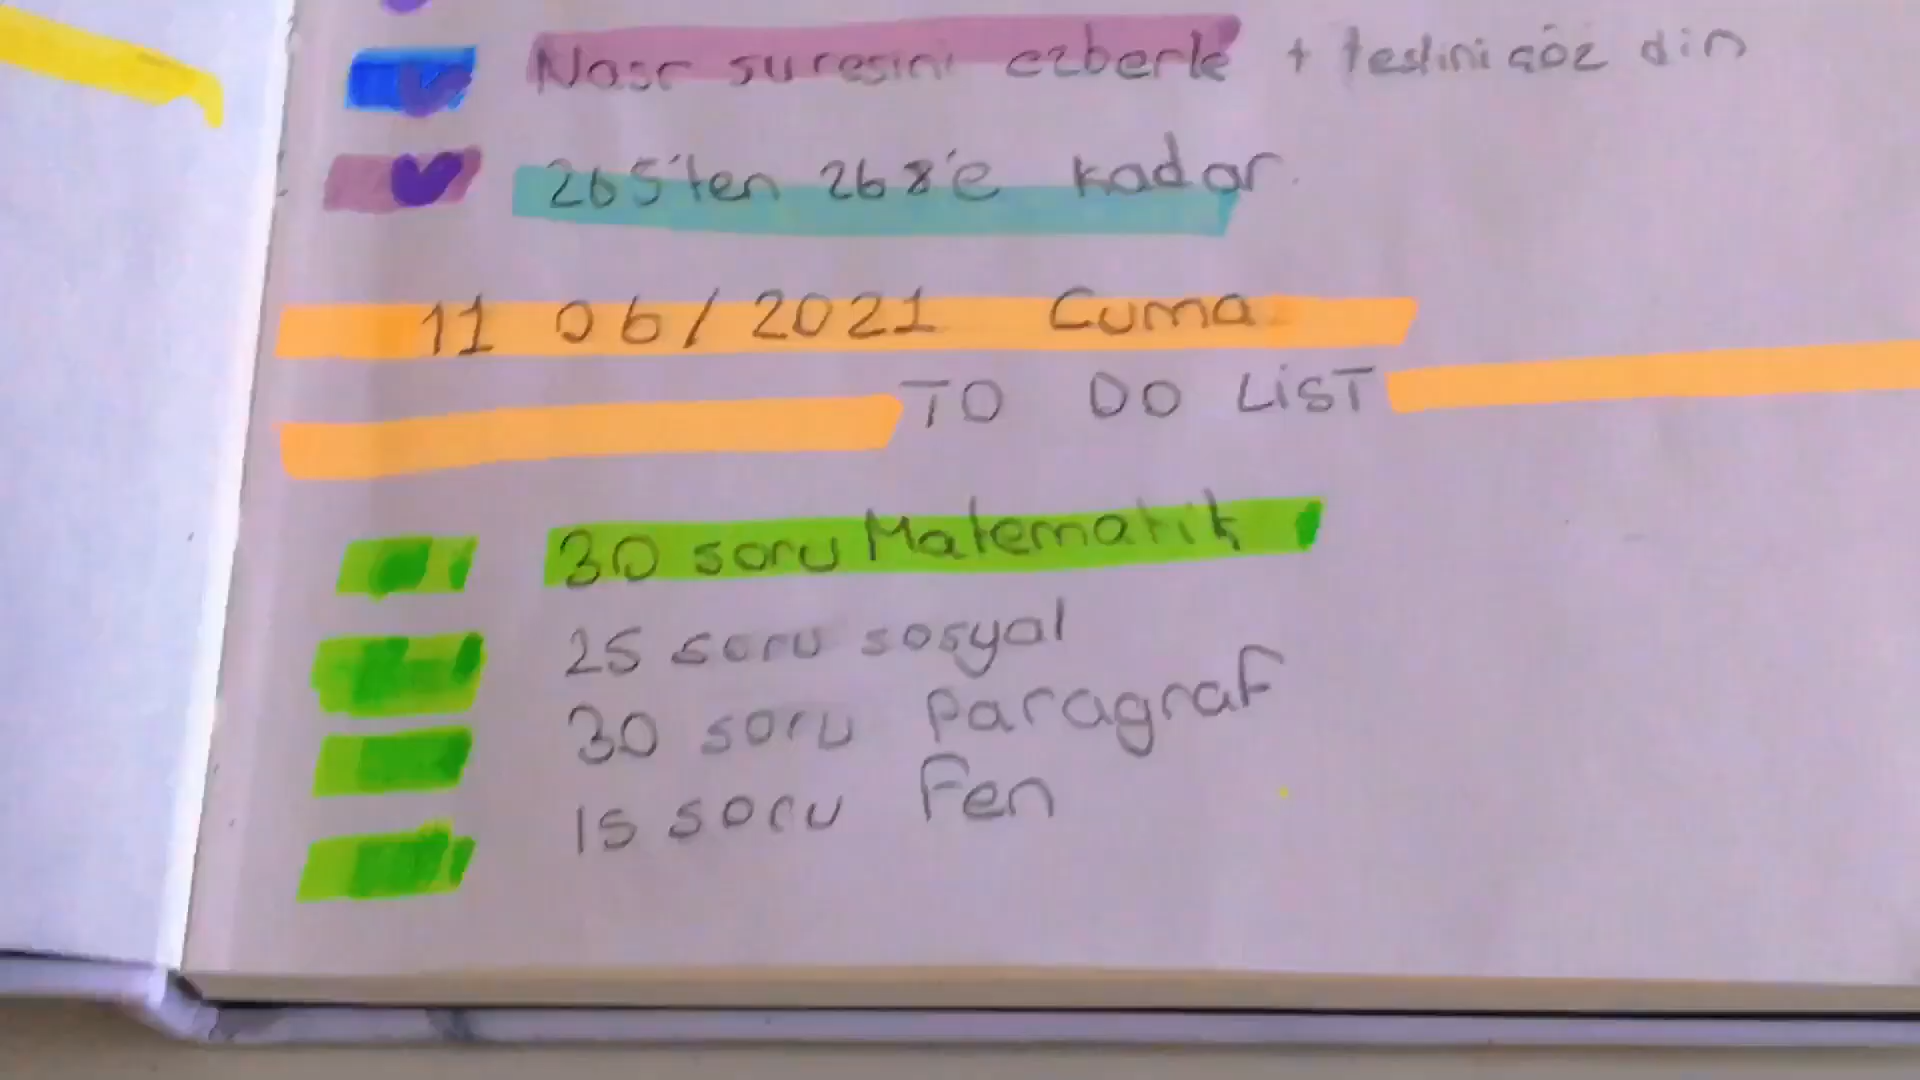 Nasr suresini ezberle + testini çöz din
265'ten 268'e kadar
11 06/2021 Cuma
TO DO LiST
30 soru Matematik
25 soru sosyal
30 soru paragraf
15 soru Fen